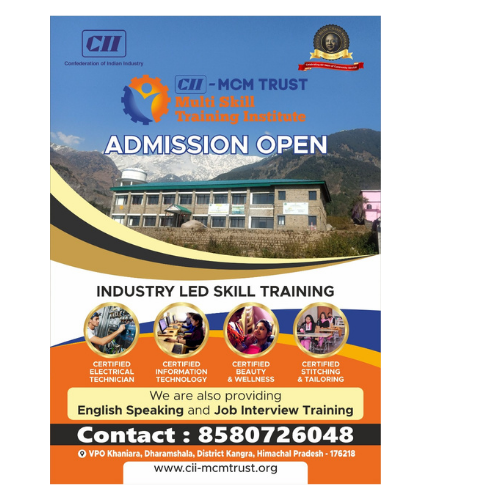 CII
Confederation of Indian Industry
CII - MCM TRUST
Multi Skill
Training Institute
ADMISSION OPEN
INDUSTRY LED SKILL TRAINING
CERTIFIED
ELECTRICAL
TECHNICIAN
CERTIFIED
INFORMATION
TECHNOLOGY
CERTIFIED
BEAUTY
& WELLNESS
CERTIFIED
STITCHING
& TAILORING
We are also providing
English Speaking and Job Interview Training
Contact : 8580726048
VPO Khaniara, Dharamshala, District Kangra, Himachal Pradesh - 176218
www.cii-mcmtrust.org